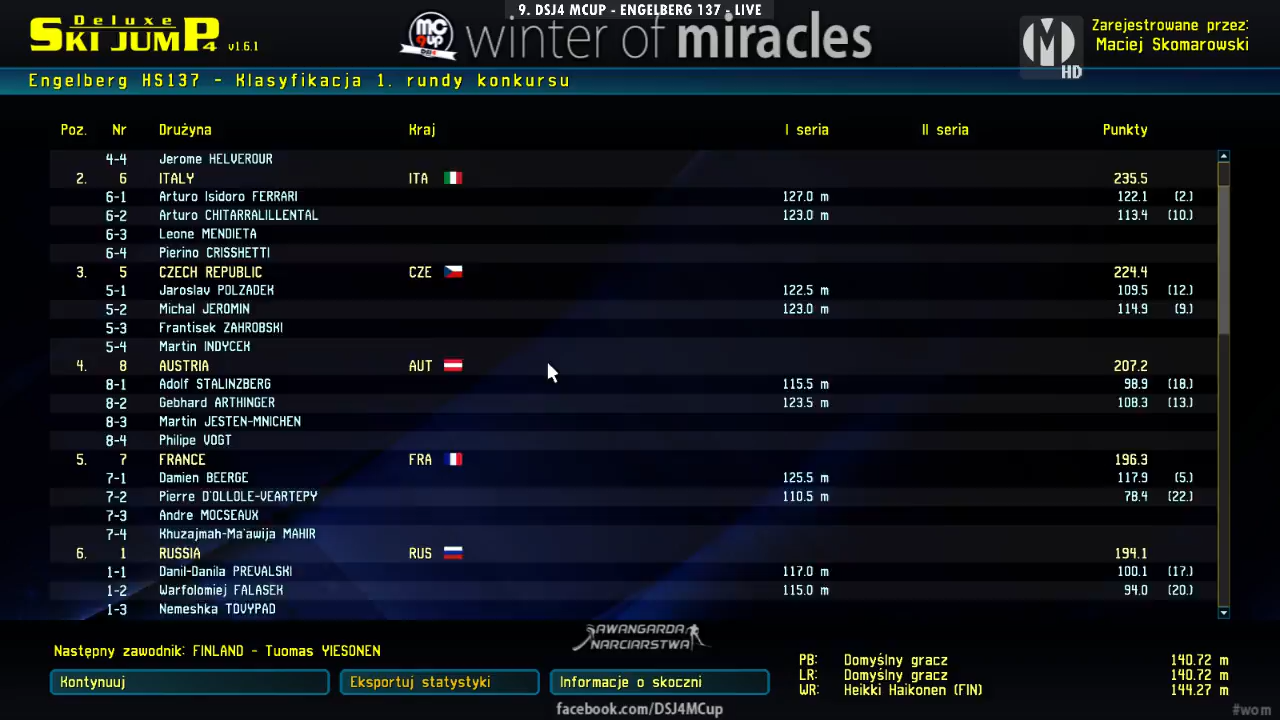 9. DSJ4 MCUP - ENGELBERG 137 - LIVE
Deluxe
SKI JUMP 4 v1.6.1
MC 9 UP
DSJ4
winter of miracles
HD
Zarejestrowane przez:
Maciej Skomarowski
Engelberg HS137 - Klasyfikacja 1. rundy konkursu
Poz. Nr Drużyna Kraj I seria II seria Punkty
4-4 Jerome HELVEROUR
2. 6 ITALY ITA 235.5
6-1 Arturo Isidoro FERRARI 127.0 m 122.1 (2.)
6-2 Arturo CHITARRALILLENTAL 123.0 m 113.4 (10.)
6-3 Leone MENDIETA
6-4 Pierino CRISSHETTI
3. 5 CZECH REPUBLIC CZE 224.4
5-1 Jaroslav POLZADEK 122.5 m 109.5 (12.)
5-2 Michal JEROMIN 123.0 m 114.9 (9.)
5-3 Frantisek ZAHROBSKI
5-4 Martin INDYCEK
4. 8 AUSTRIA AUT 207.2
8-1 Adolf STALINZBERG 115.5 m 98.9 (18.)
8-2 Gebhard ARTHINGER 123.5 m 108.3 (13.)
8-3 Martin JESTEN-MNICHEN
8-4 Philipe VOGT
5. 7 FRANCE FRA 196.3
7-1 Damien BEERGE 125.5 m 117.9 (5.)
7-2 Pierre D'OLLOLE-VEARTEPY 110.5 m 78.4 (22.)
7-3 Andre MOCSEAUX
7-4 Khuzajmah-Ma'awija MAHIR
6. 1 RUSSIA RUS 194.1
1-1 Danil-Danila PREVALSKI 117.0 m 100.1 (17.)
1-2 Warfolomiej FALASEK 115.0 m 94.0 (20.)
1-3 Nemeshka TOVYPAD
Następny zawodnik: FINLAND - Tuomas YIESONEN
AWANGARDA
NARCIARSTWA
Kontynuuj Eksportuj statystyki Informacje o skoczni
PB: Domyślny gracz 140.72 m
LR: Domyślny gracz 140.72 m
WR: Heikki Haikonen (FIN) 144.27 m
facebook.com/DSJ4MCup
#wom